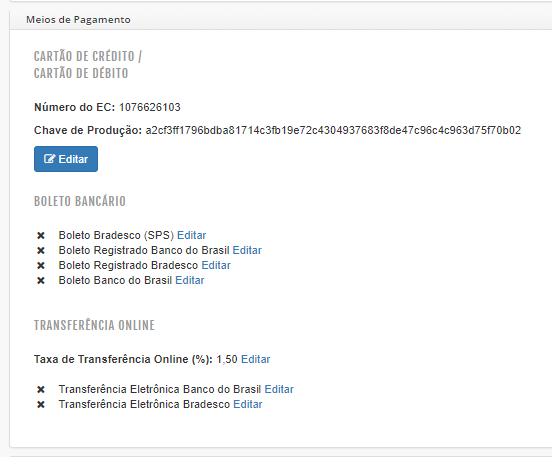 Meios de Pagamento
CARTÃO DE CRÉDITO /
CARTÃO DE DÉBITO
Número do EC: 1076626103
Chave de Produção: a2cf3ff1796bdba81714c3fb19e72c4304937683f8de47c96c4c963d75f70b02
Editar
BOLETO BANCÁRIO
Boleto Bradesco (SPS) Editar
Boleto Registrado Banco do Brasil Editar
Boleto Registrado Bradesco Editar
Boleto Banco do Brasil Editar
TRANSFERÊNCIA ONLINE
Taxa de Transferência Online (%): 1,50 Editar
Transferência Eletrônica Banco do Brasil Editar
Transferência Eletrônica Bradesco Editar